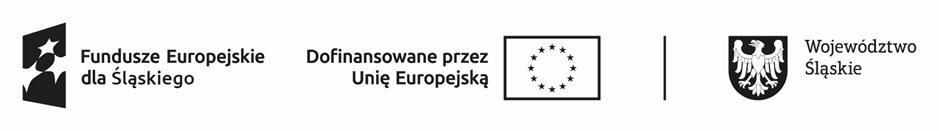 Fundusze Europejskie
dla Śląskiego
Dofinansowane przez
Unię Europejską
Województwo
Śląskie